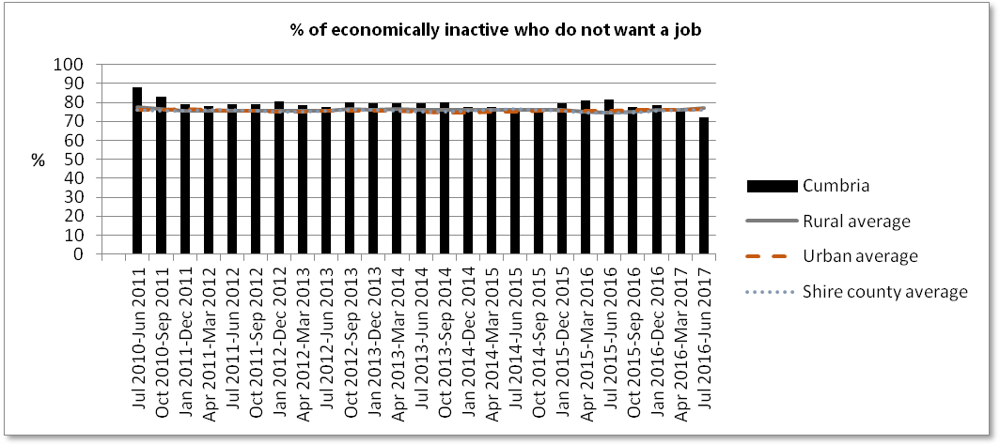 % of economically inactive who do not want a job
100
90
80
70
60
50
40
30
20
10
0
%
Jul 2010-Jun 2011
Oct 2010-Sep 2011
Jan 2011-Dec 2011
Apr 2011-Mar 2012
Jul 2011-Jun 2012
Oct 2011-Sep 2012
Jan 2012-Dec 2012
Apr 2012-Mar 2013
Jul 2012-Jun 2013
Oct 2012-Sep 2013
Jan 2013-Dec 2013
Apr 2013-Mar 2014
Jul 2013-Jun 2014
Oct 2013-Sep 2014
Jan 2014-Dec 2014
Apr 2014-Mar 2015
Jul 2014-Jun 2015
Oct 2014-Sep 2015
Jan 2015-Dec 2015
Apr 2015-Mar 2016
Jul 2015-Jun 2016
Oct 2015-Sep 2016
Jan 2016-Dec 2016
Apr 2016-Mar 2017
Jul 2016-Jun 2017
Cumbria
Rural average
Urban average
Shire county average